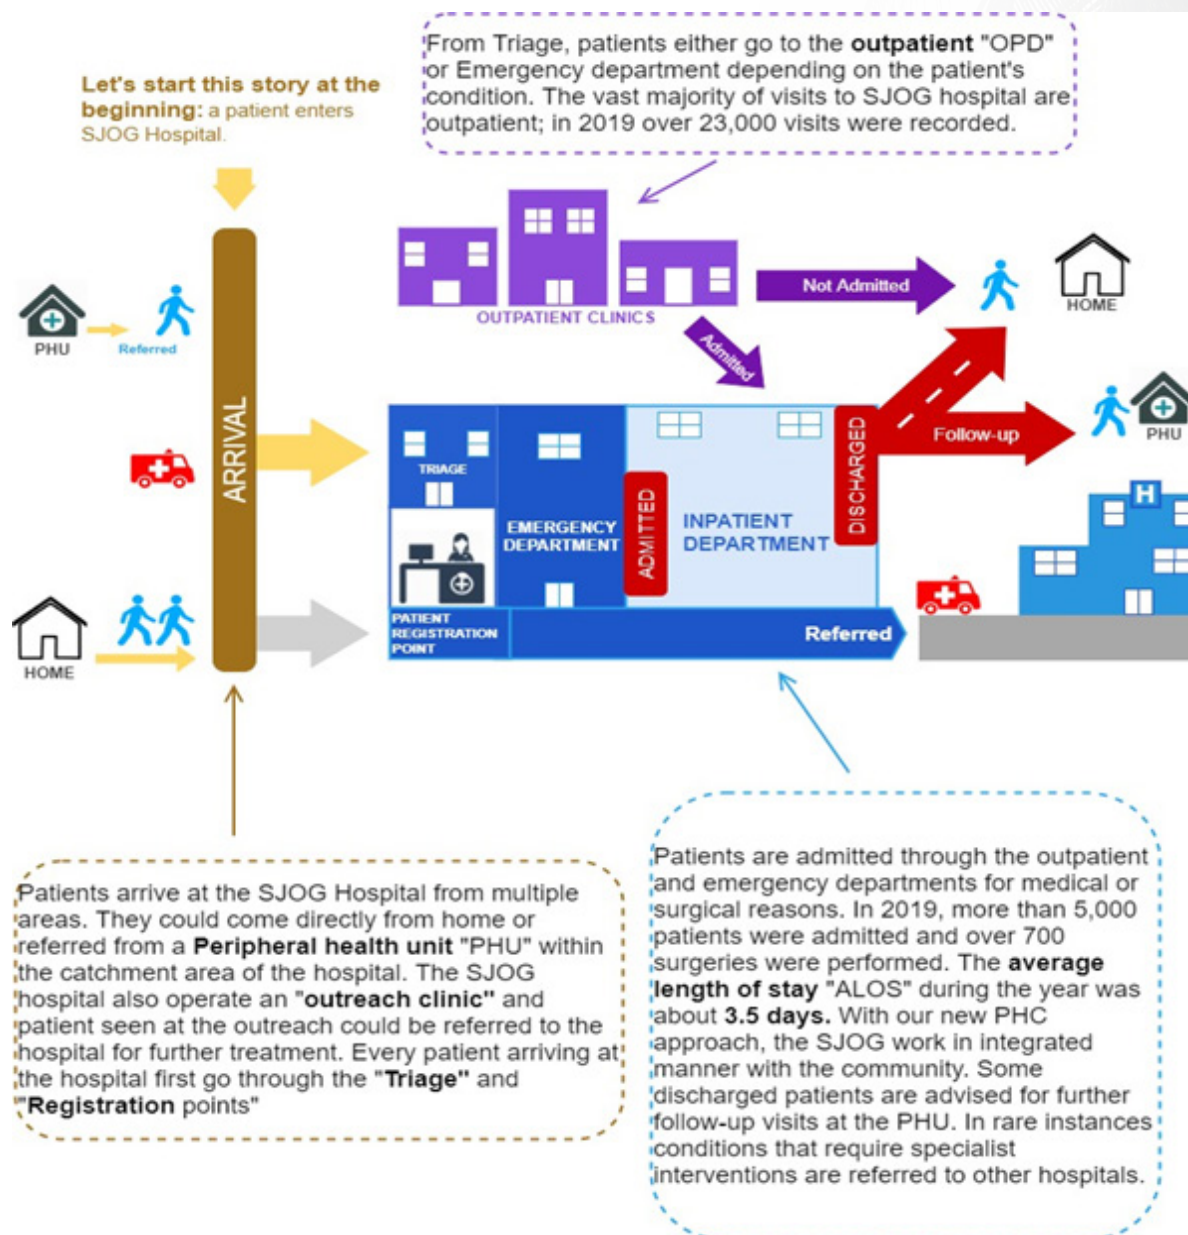 From Triage, patients either go to the outpatient "OPD"
or Emergency department depending on the patient's
condition. The vast majority of visits to SJOG hospital are
outpatient; in 2019 over 23,000 visits were recorded.
Let's start this story at the
beginning: a patient enters
SJOG Hospital.
OUTPATIENT CLINICS
Not Admitted
HOME
Admitted
PHU
Referred
ARRIVAL
TRIAGE
EMERGENCY
DEPARTMENT
ADMITTED
INPATIENT
DEPARTMENT
DISCHARGED
Follow-up
PHU
H
HOME
PATIENT
REGISTRATION
POINT
Referred
Patients arrive at the SJOG Hospital from multiple
areas. They could come directly from home or
referred from a Peripheral health unit "PHU" within
the catchment area of the hospital. The SJOG
hospital also operate an "outreach clinic" and
patient seen at the outreach could be referred to the
hospital for further treatment. Every patient arriving at
the hospital first go through the "Triage" and
"Registration points"
Patients are admitted through the outpatient
and emergency departments for medical or
surgical reasons. In 2019, more than 5,000
patients were admitted and over 700
surgeries were performed. The average
length of stay "ALOS" during the year was
about 3.5 days. With our new PHC
approach, the SJOG work in integrated
manner with the community. Some
discharged patients are advised for further
follow-up visits at the PHU. In rare instances
conditions that require specialist
interventions are referred to other hospitals.